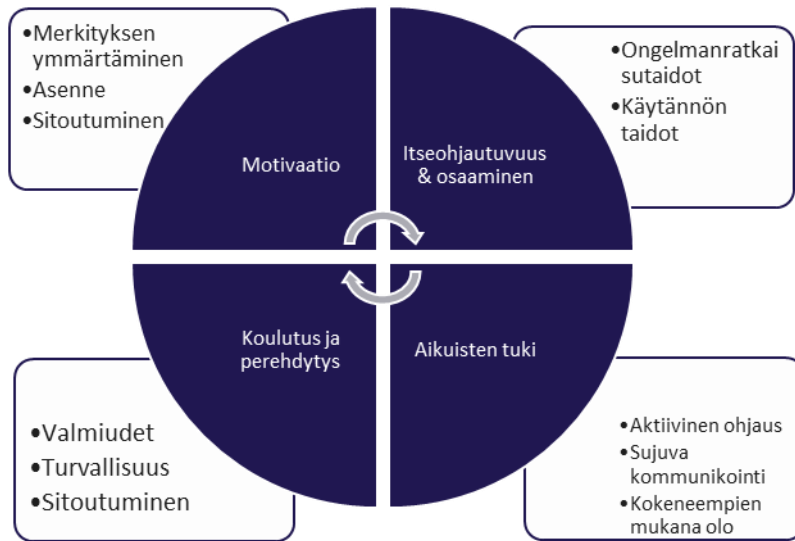 •Merkityksen
ymmärtäminen
•Asenne
•Sitoutuminen
•Ongelmanratkai
sutaidot
•Käytännön
taidot
Motivaatio
Itseohjautuvuus
& osaaminen
Koulutus ja
perehdytys
Aikuisten tuki
•Valmiudet
•Turvallisuus
•Sitoutuminen
•Aktiivinen ohjaus
•Sujuva
kommunikointi
•Kokeneempien
mukana olo